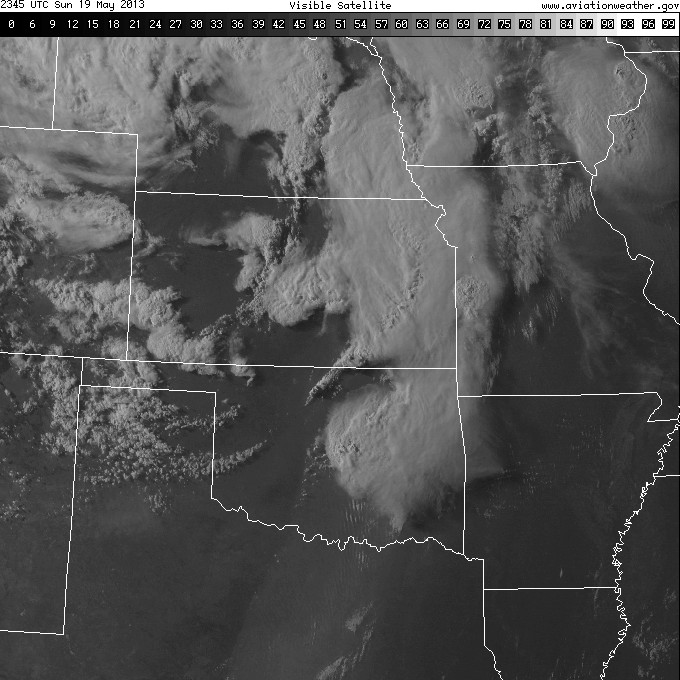 2345 UTC Sun 19 May 2013 Visible Satellite www.aviationweather.gov
0 6 9 12 15 18 21 24 27 30 33 36 39 42 45 48 51 54 57 60 63 66 69 72 75 78 81 84 87 90 93 96 99